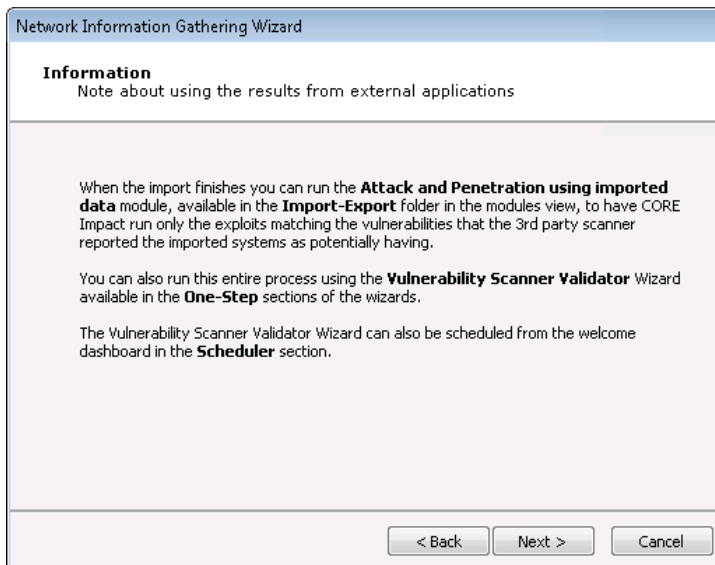 Network Information Gathering Wizard
Information
Note about using the results from external applications
When the import finishes you can run the Attack and Penetration using imported
data module, available in the Import-Export folder in the modules view, to have CORE
Impact run only the exploits matching the vulnerabilities that the 3rd party scanner
reported the imported systems as potentially having.
You can also run this entire process using the Vulnerability Scanner Validator Wizard
available in the One-Step sections of the wizards.
The Vulnerability Scanner Validator Wizard can also be scheduled from the welcome
dashboard in the Scheduler section.
< Back Next > Cancel